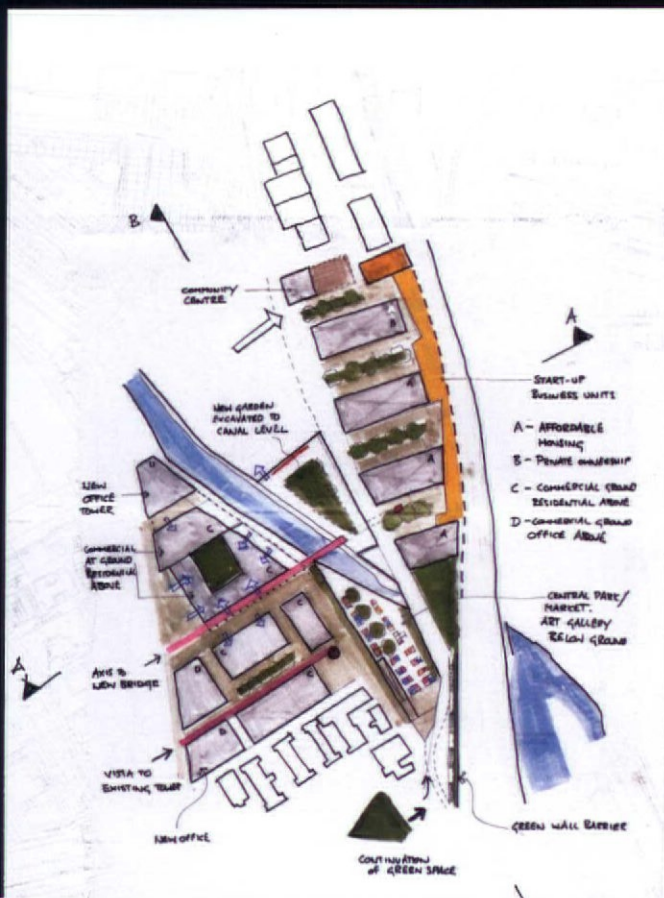 B
COMMUNITY
CENTRE
A
START-UP
BUSINESS UNITS
NEW GARDEN
EXCAVATED TO
CANAL LEVEL
A - AFFORDABLE
HOUSING
B - PRIVATE OWNERSHIP
C - COMMERCIAL GROUND
RESIDENTIAL ABOVE
D - COMMERCIAL GROUND
OFFICE ABOVE
NEW
OFFICE
TOWER
COMMERCIAL
AT GROUND
RESIDENTIAL
ABOVE
CENTRAL PARK/
MARKET.
ART GALLERY
BELOW GROUND
A
AXIS TO
NEW BRIDGE
VISTA TO
EXISTING TOWER
NEW OFFICE
GREEN WALL BARRIER
CONTINUATION
of GREEN SPACE
B
A
A
D
C
C
D
C